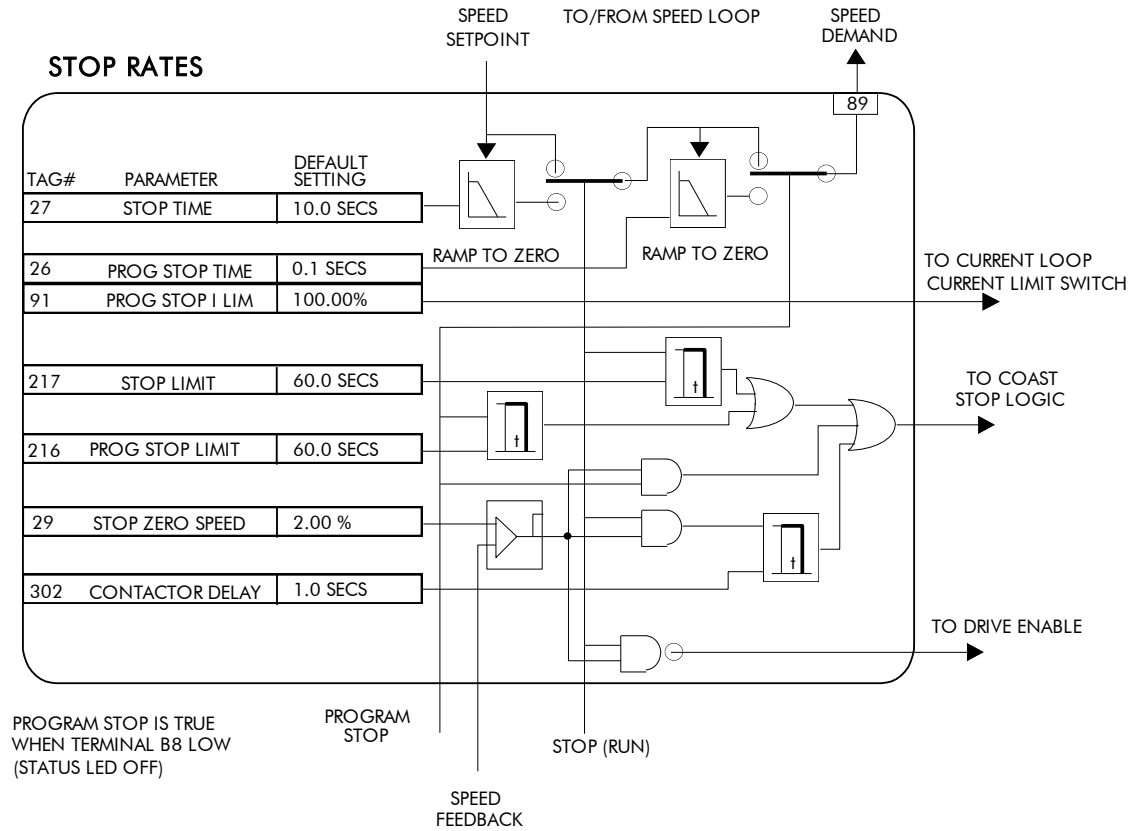 SPEED
SETPOINT
TO/FROM SPEED LOOP
SPEED
DEMAND
STOP RATES
89
TAG# PARAMETER DEFAULT
SETTING
27 STOP TIME 10.0 SECS
RAMP TO ZERO
RAMP TO ZERO
26 PROG STOP TIME 0.1 SECS
91 PROG STOP I LIM 100.00%
TO CURRENT LOOP
CURRENT LIMIT SWITCH
217 STOP LIMIT 60.0 SECS
t
TO COAST
STOP LOGIC
216 PROG STOP LIMIT 60.0 SECS
t
29 STOP ZERO SPEED 2.00 %
t
302 CONTACTOR DELAY 1.0 SECS
TO DRIVE ENABLE
PROGRAM STOP IS TRUE
WHEN TERMINAL B8 LOW
(STATUS LED OFF)
PROGRAM
STOP
STOP (RUN)
SPEED
FEEDBACK